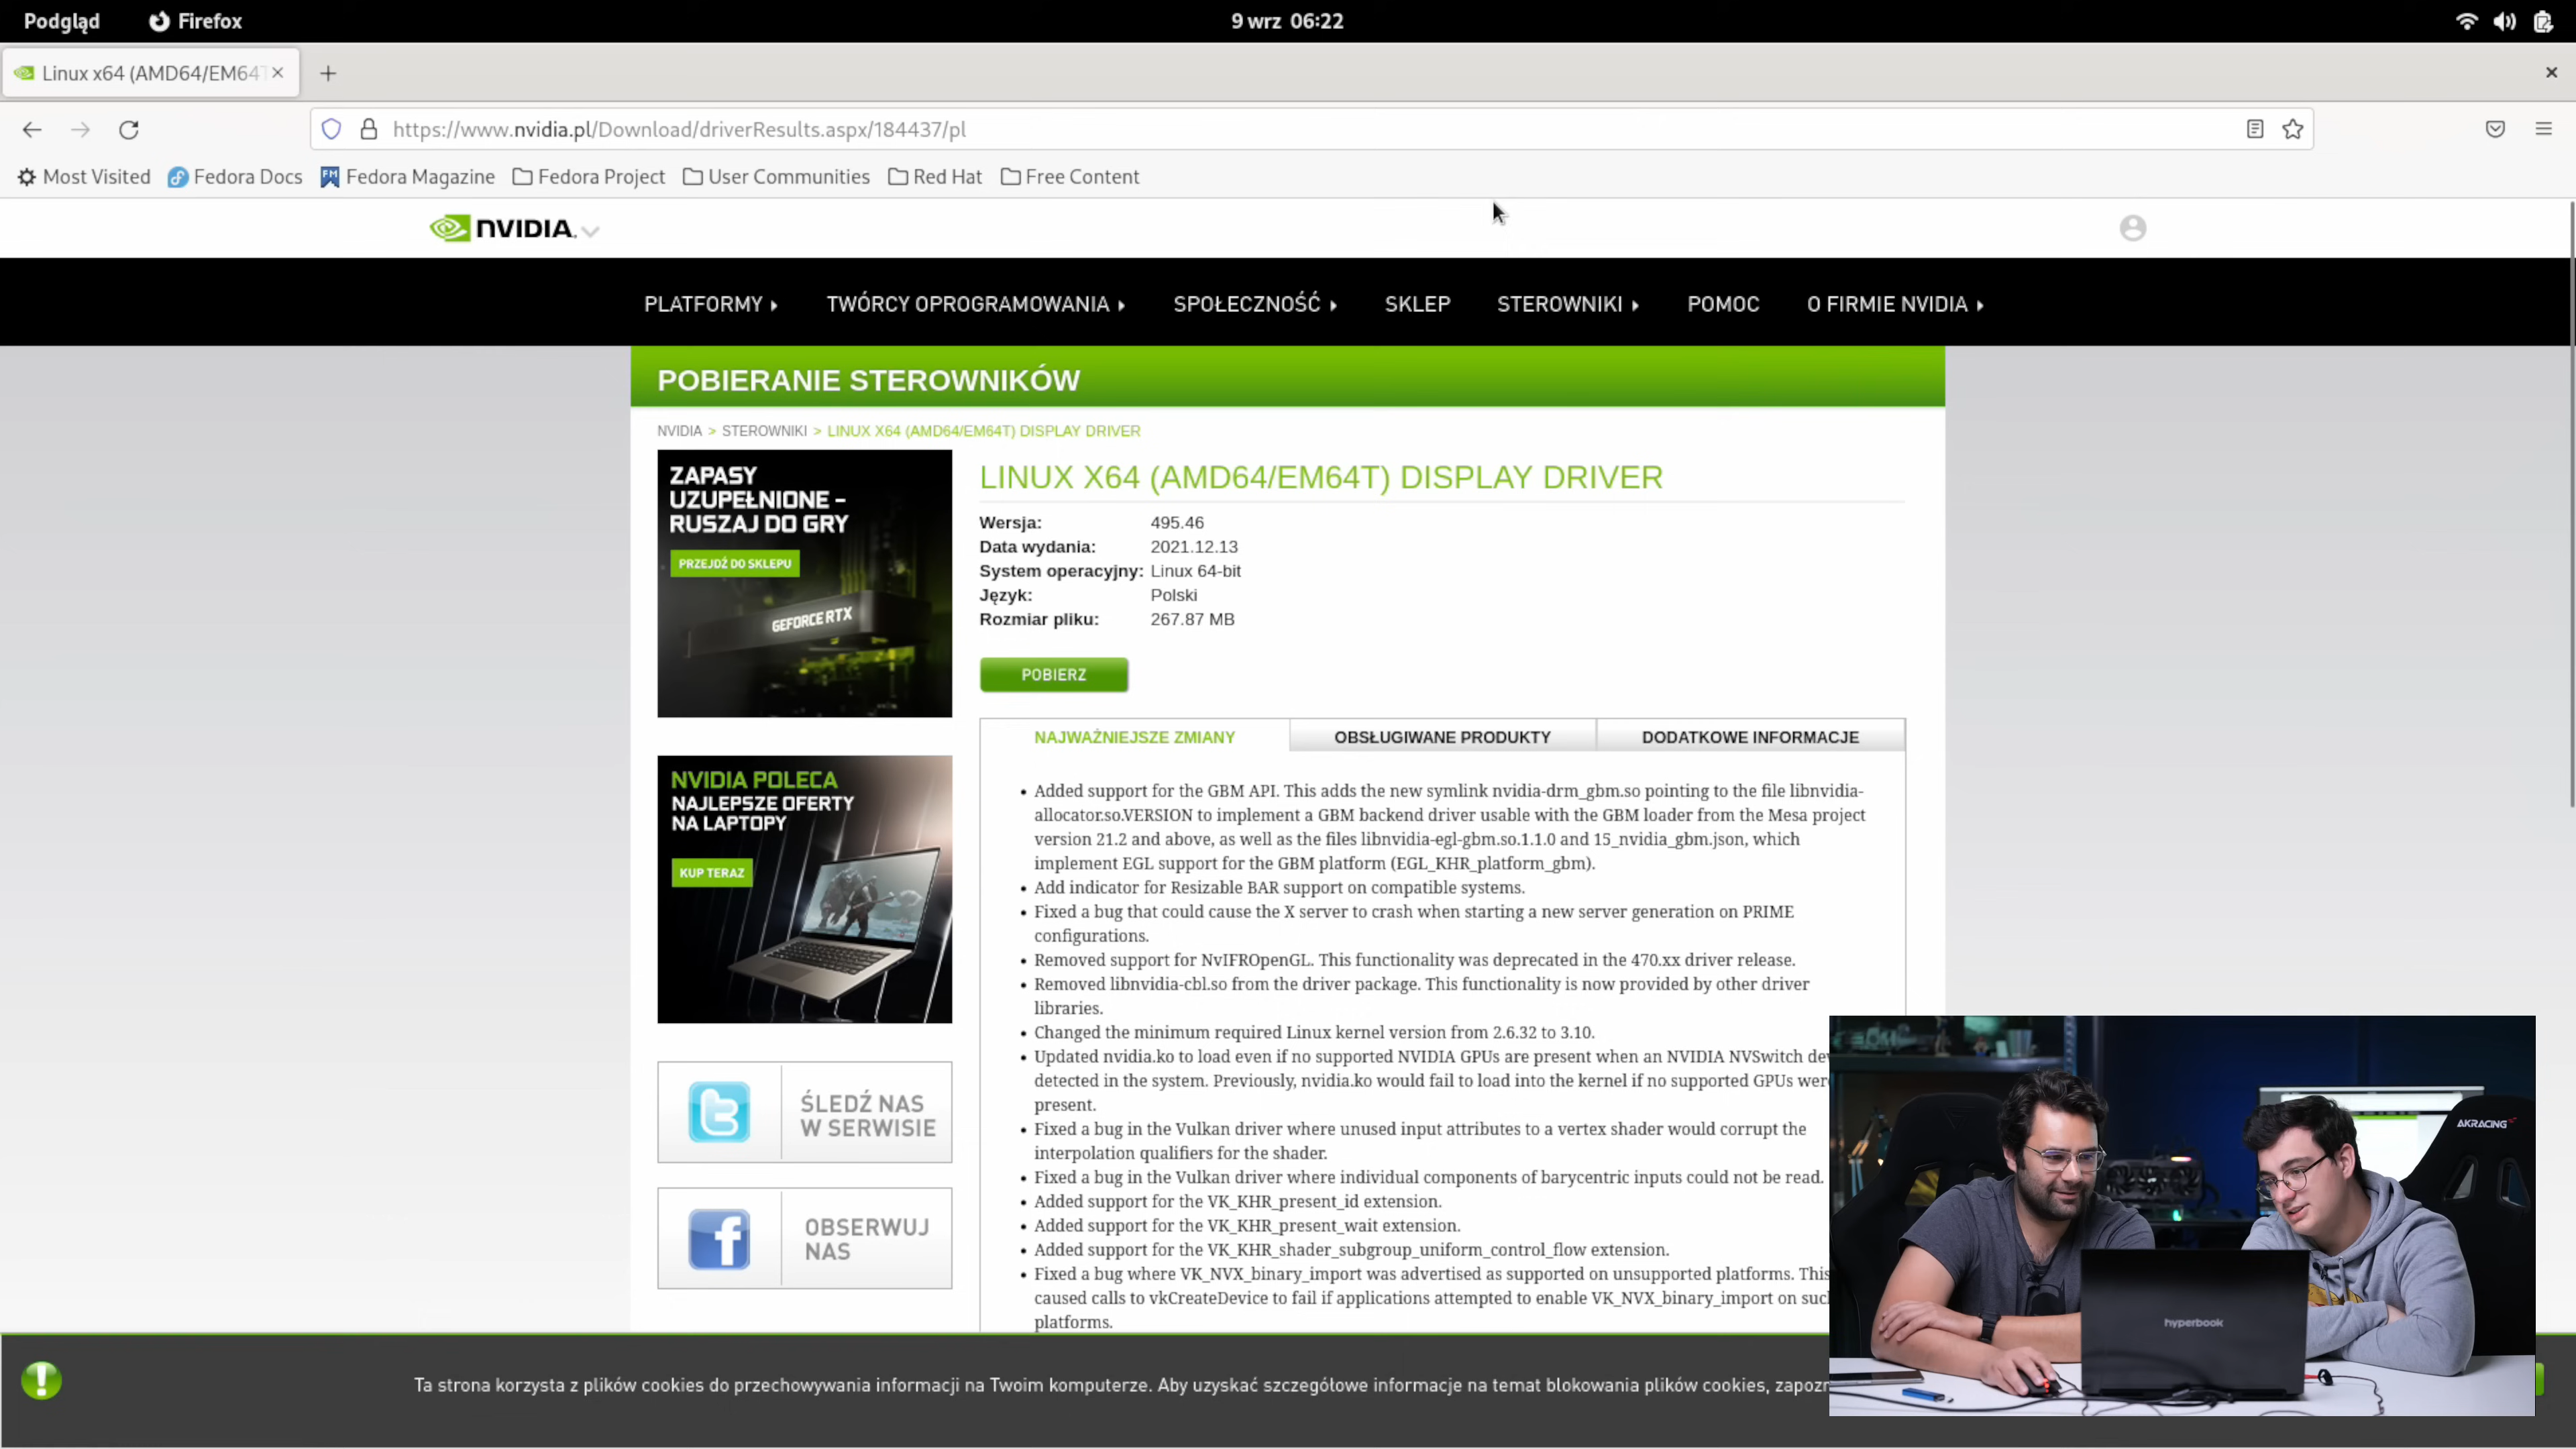 Podgląd Firefox 9 wrz 06:22
Linux x64 (AMD64/EM64T
https://www.nvidia.pl/Download/driverResults.aspx/184437/pl
Most Visited Fedora Docs Fedora Magazine Fedora Project User Communities Red Hat Free Content
NVIDIA.
PLATFORMY TWÓRCY OPROGRAMOWANIA SPOŁECZNOŚĆ SKLEP STEROWNIKI POMOC O FIRMIE NVIDIA
POBIERANIE STEROWNIKÓW
NVIDIA > STEROWNIKI > LINUX X64 (AMD64/EM64T) DISPLAY DRIVER
ZAPASY
UZUPEŁNIONE –
RUSZAJ DO GRY
PRZEJDŹ DO SKLEPU
GEFORCE RTX
NVIDIA POLECA
NAJLEPSZE OFERTY
NA LAPTOPY
KUP TERAZ
ŚLEDŹ NAS
W SERWISIE
OBSERWUJ
NAS
LINUX X64 (AMD64/EM64T) DISPLAY DRIVER
Wersja: 495.46
Data wydania: 2021.12.13
System operacyjny: Linux 64-bit
Język: Polski
Rozmiar pliku: 267.87 MB
POBIERZ
NAJWAŻNIEJSZE ZMIANY OBSŁUGIWANE PRODUKTY DODATKOWE INFORMACJE
• Added support for the GBM API. This adds the new symlink nvidia-drm_gbm.so pointing to the file libnvidia-
allocator.so.VERSION to implement a GBM backend driver usable with the GBM loader from the Mesa project
version 21.2 and above, as well as the files libnvidia-egl-gbm.so.1.1.0 and 15_nvidia_gbm.json, which
implement EGL support for the GBM platform (EGL_KHR_platform_gbm).
• Add indicator for Resizable BAR support on compatible systems.
• Fixed a bug that could cause the X server to crash when starting a new server generation on PRIME
configurations.
• Removed support for NvIFROpenGL. This functionality was deprecated in the 470.xx driver release.
• Removed libnvidia-cbl.so from the driver package. This functionality is now provided by other driver
libraries.
• Changed the minimum required Linux kernel version from 2.6.32 to 3.10.
• Updated nvidia.ko to load even if no supported NVIDIA GPUs are present when an NVIDIA NVSwitch dev
detected in the system. Previously, nvidia.ko would fail to load into the kernel if no supported GPUs were
present.
• Fixed a bug in the Vulkan driver where unused input attributes to a vertex shader would corrupt the
interpolation qualifiers for the shader.
• Fixed a bug in the Vulkan driver where individual components of barycentric inputs could not be read.
• Added support for the VK_KHR_present_id extension.
• Added support for the VK_KHR_present_wait extension.
• Added support for the VK_KHR_shader_subgroup_uniform_control_flow extension.
• Fixed a bug where VK_NVX_binary_import was advertised as supported on unsupported platforms. This
caused calls to vkCreateDevice to fail if applications attempted to enable VK_NVX_binary_import on such
platforms.
AKRACING
hyperbook
Ta strona korzysta z plików cookies do przechowywania informacji na Twoim komputerze. Aby uzyskać szczegółowe informacje na temat blokowania plików cookies, zapozn